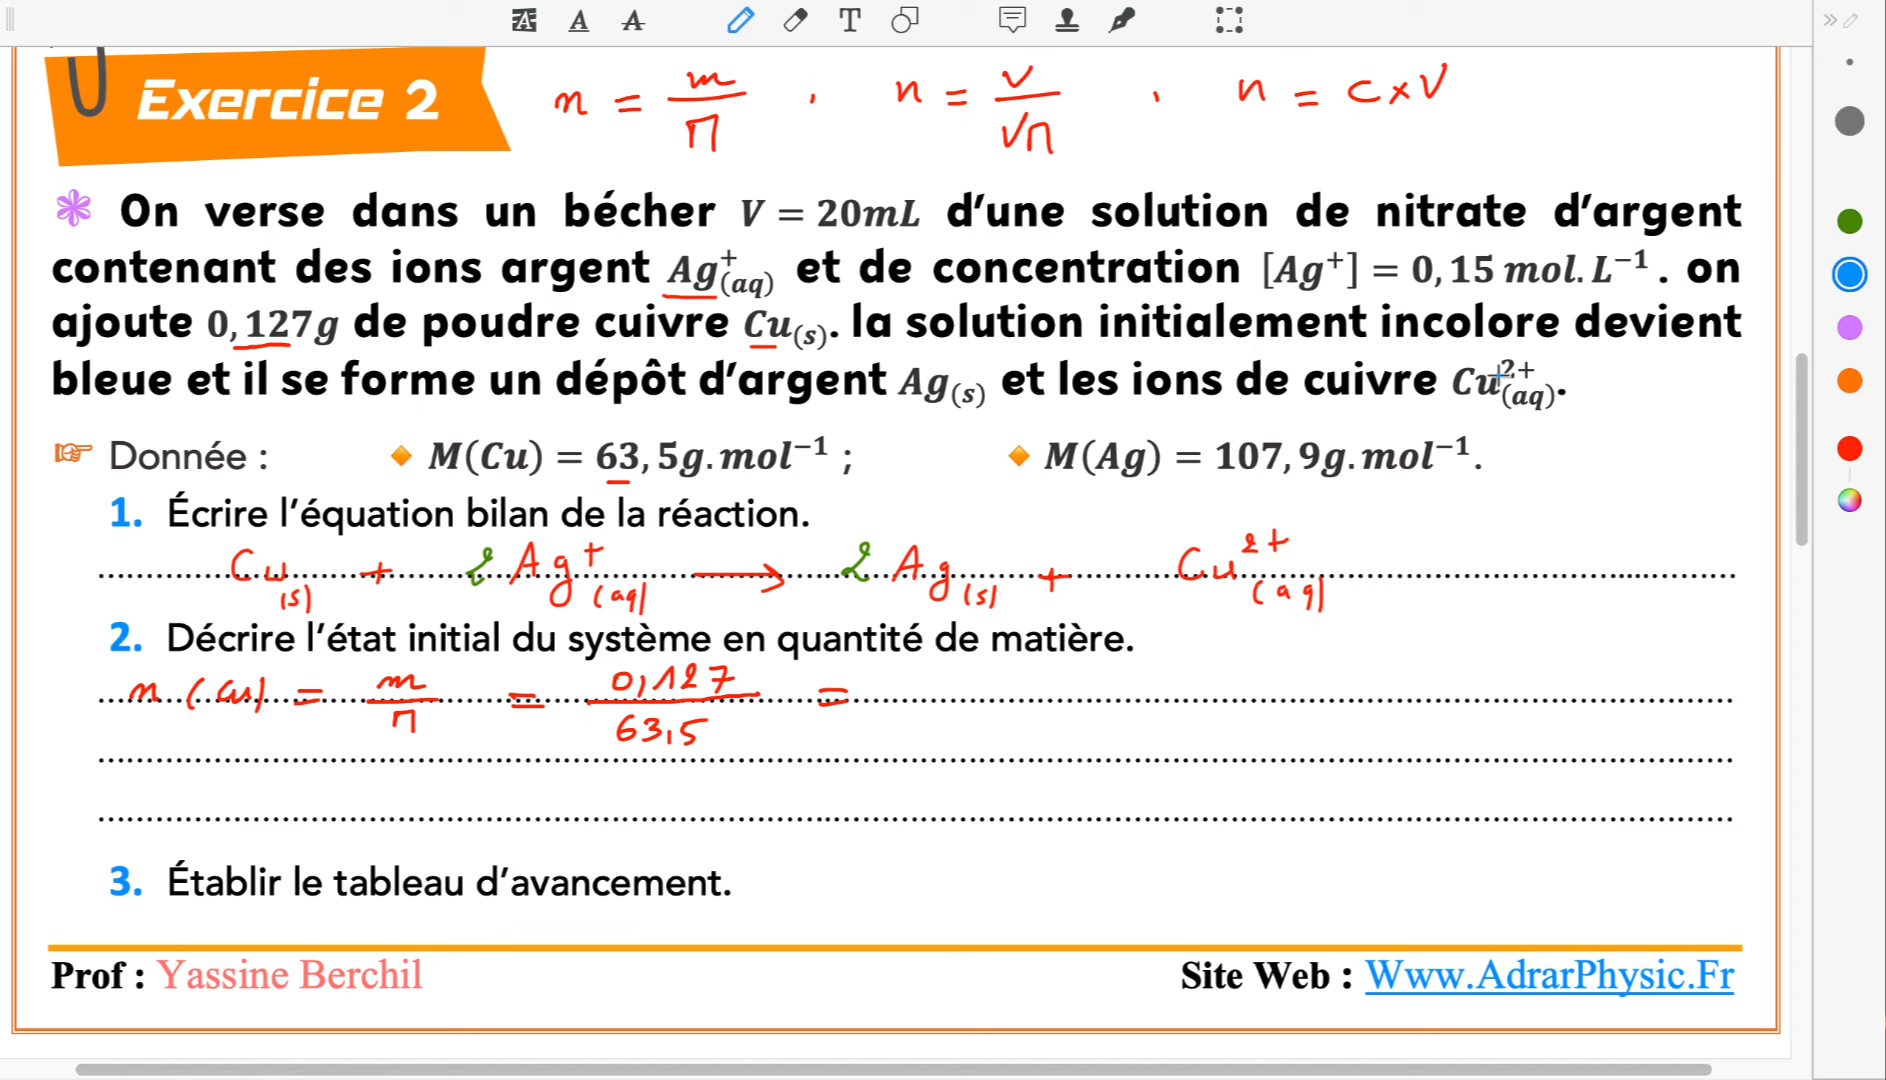 Exercice 2
n = m/M , n = V/VM , n = C×V
On verse dans un bécher V = 20mL d’une solution de nitrate d’argent
contenant des ions argent Ag⁺(aq) et de concentration [Ag⁺] = 0, 15 mol. L⁻¹ . on
ajoute 0, 127g de poudre cuivre Cu(s). la solution initialement incolore devient
bleue et il se forme un dépôt d’argent Ag(s) et les ions de cuivre Cu²⁺(aq).
Donnée : M(Cu) = 63, 5g. mol⁻¹ ; M(Ag) = 107, 9g. mol⁻¹.
1. Écrire l’équation bilan de la réaction.
Cu(s) + 2 Ag⁺(aq) → 2 Ag(s) + Cu²⁺(aq)
2. Décrire l’état initial du système en quantité de matière.
n (Cu) = m/M = 0,127/63,5 =
3. Établir le tableau d’avancement.
Prof : Yassine Berchil Site Web : Www.AdrarPhysic.Fr